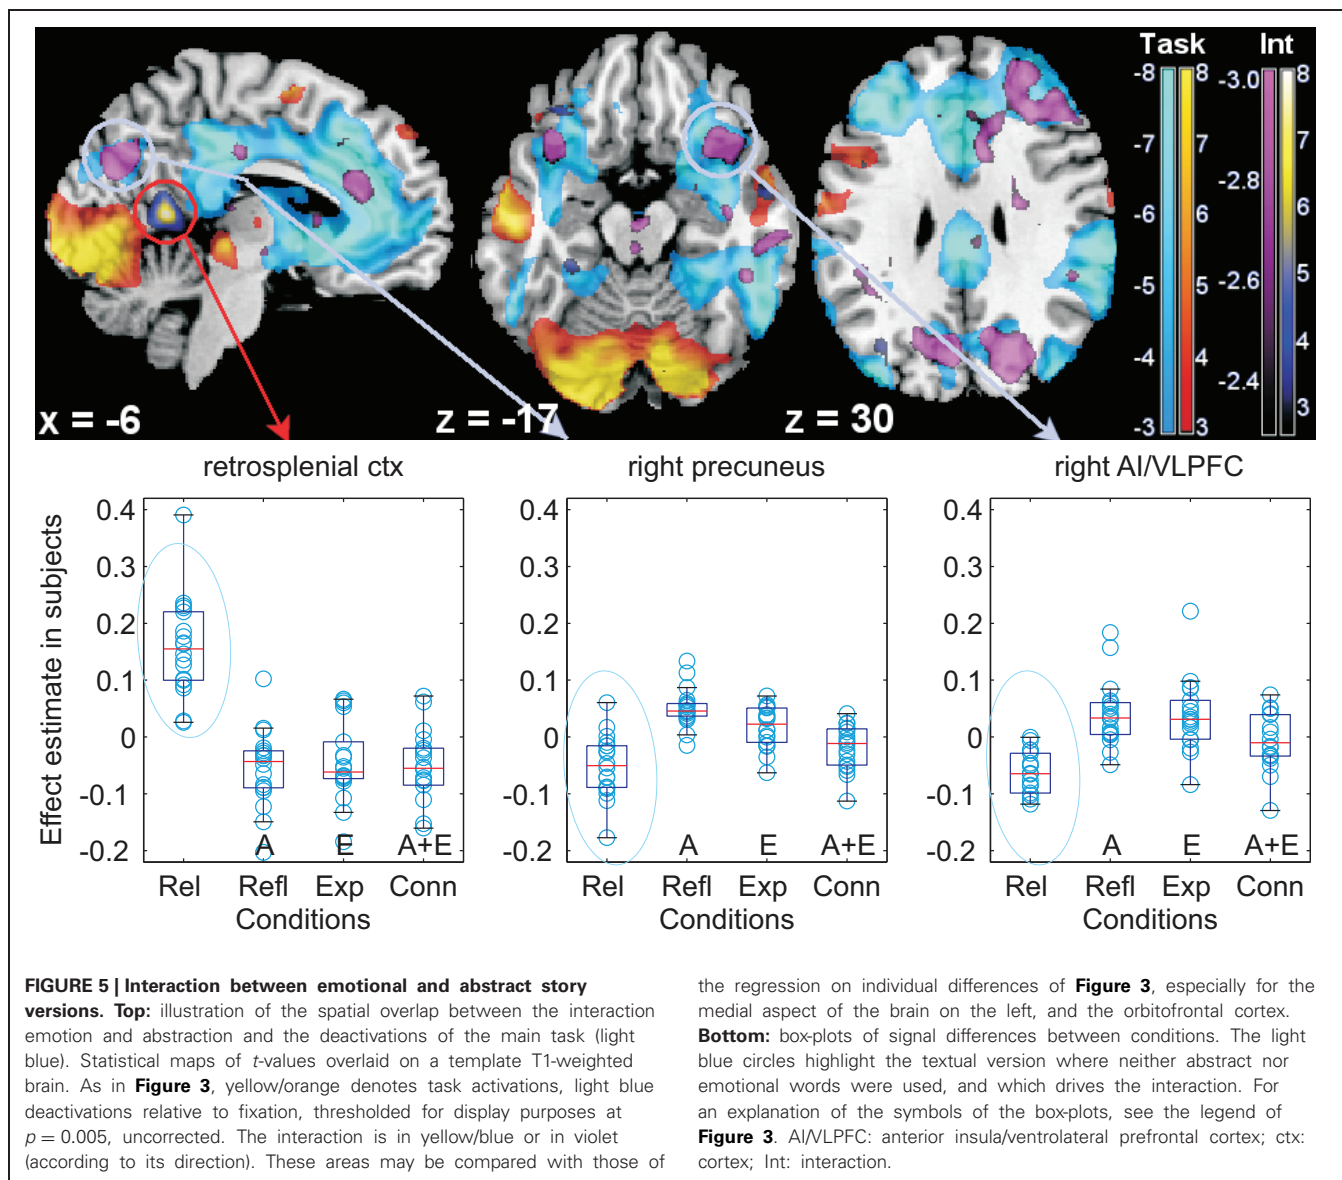 Task Int
-8 8 -3.0 8
-7 7 -2.8 7
-6 6 6
-5 5 -2.6 5
-4 4 -2.4 4
-3 3 3
x = -6
z = -17
z = 30
retrosplenial ctx
right precuneus
right AI/VLPFC
Effect estimate in subjects
0.4
0.3
0.2
0.1
0
-0.1
-0.2
A E A+E
Rel Refl Exp Conn
Conditions
0.4
0.3
0.2
0.1
0
-0.1
-0.2
A E A+E
Rel Refl Exp Conn
Conditions
0.4
0.3
0.2
0.1
0
-0.1
-0.2
A E A+E
Rel Refl Exp Conn
Conditions
FIGURE 5 | Interaction between emotional and abstract story
versions. Top: illustration of the spatial overlap between the interaction
emotion and abstraction and the deactivations of the main task (light
blue). Statistical maps of t-values overlaid on a template T1-weighted
brain. As in Figure 3, yellow/orange denotes task activations, light blue
deactivations relative to fixation, thresholded for display purposes at
p = 0.005, uncorrected. The interaction is in yellow/blue or in violet
(according to its direction). These areas may be compared with those of
the regression on individual differences of Figure 3, especially for the
medial aspect of the brain on the left, and the orbitofrontal cortex.
Bottom: box-plots of signal differences between conditions. The light
blue circles highlight the textual version where neither abstract nor
emotional words were used, and which drives the interaction. For
an explanation of the symbols of the box-plots, see the legend of
Figure 3. AI/VLPFC: anterior insula/ventrolateral prefrontal cortex; ctx:
cortex; Int: interaction.